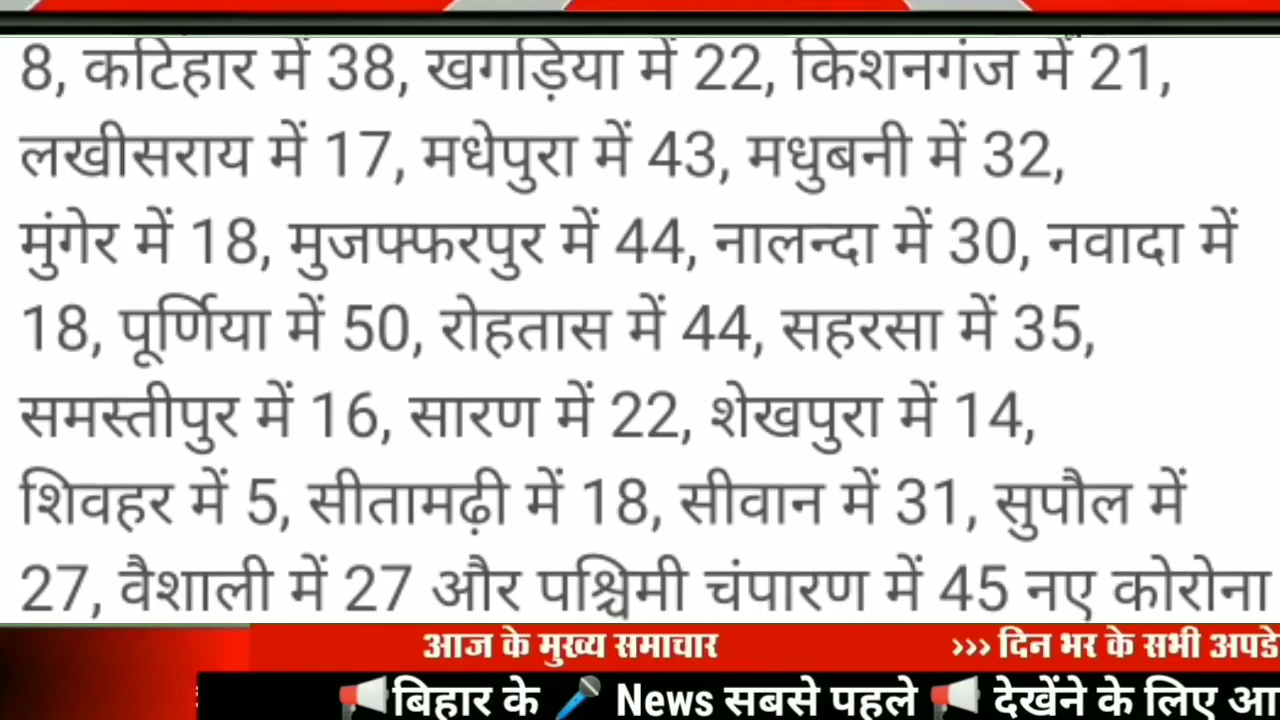 8, कटिहार में 38, खगड़िया में 22, किशनगंज में 21,
लखीसराय में 17, मधेपुरा में 43, मधुबनी में 32,
मुंगेर में 18, मुजफ्फरपुर में 44, नालन्दा में 30, नवादा में
18, पूर्णिया में 50, रोहतास में 44, सहरसा में 35,
समस्तीपुर में 16, सारण में 22, शेखपुरा में 14,
शिवहर में 5, सीतामढ़ी में 18, सीवान में 31, सुपौल में
27, वैशाली में 27 और पश्चिमी चंपारण में 45 नए कोरोना
आज के मुख्य समाचार >>> दिन भर के सभी अपडे
बिहार के News सबसे पहले देखेंने के लिए आ